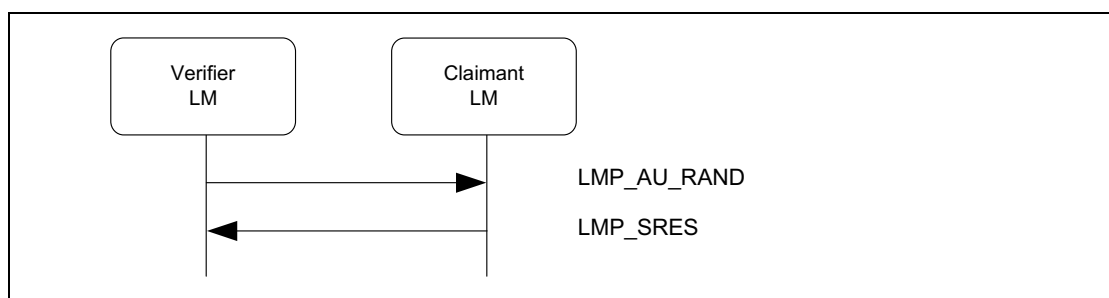 Verifier
LM
Claimant
LM
LMP_AU_RAND
LMP_SRES